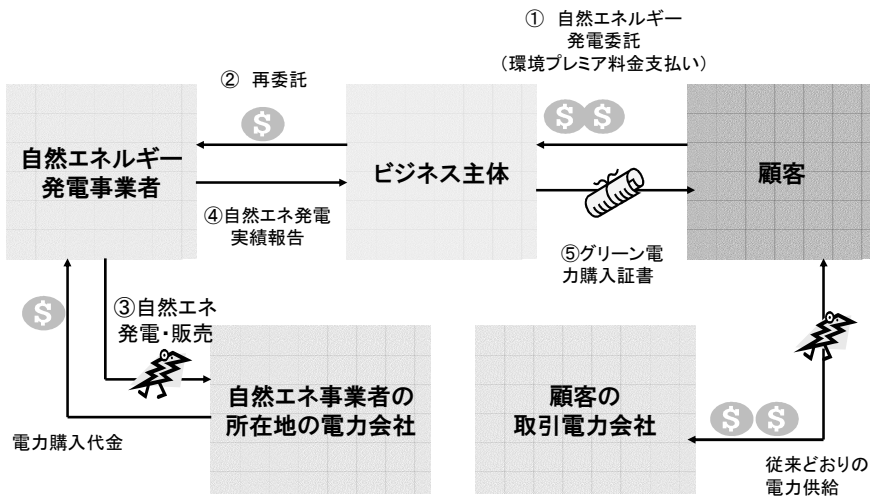 ① 自然エネルギー
発電委託
（環境プレミア料金支払い）
② 再委託
自然エネルギー
発電事業者
ビジネス主体
顧客
④自然エネ発電
実績報告
⑤グリーン電
力購入証書
③自然エネ
発電・販売
自然エネ事業者の
所在地の電力会社
顧客の
取引電力会社
電力購入代金
従来どおりの
電力供給